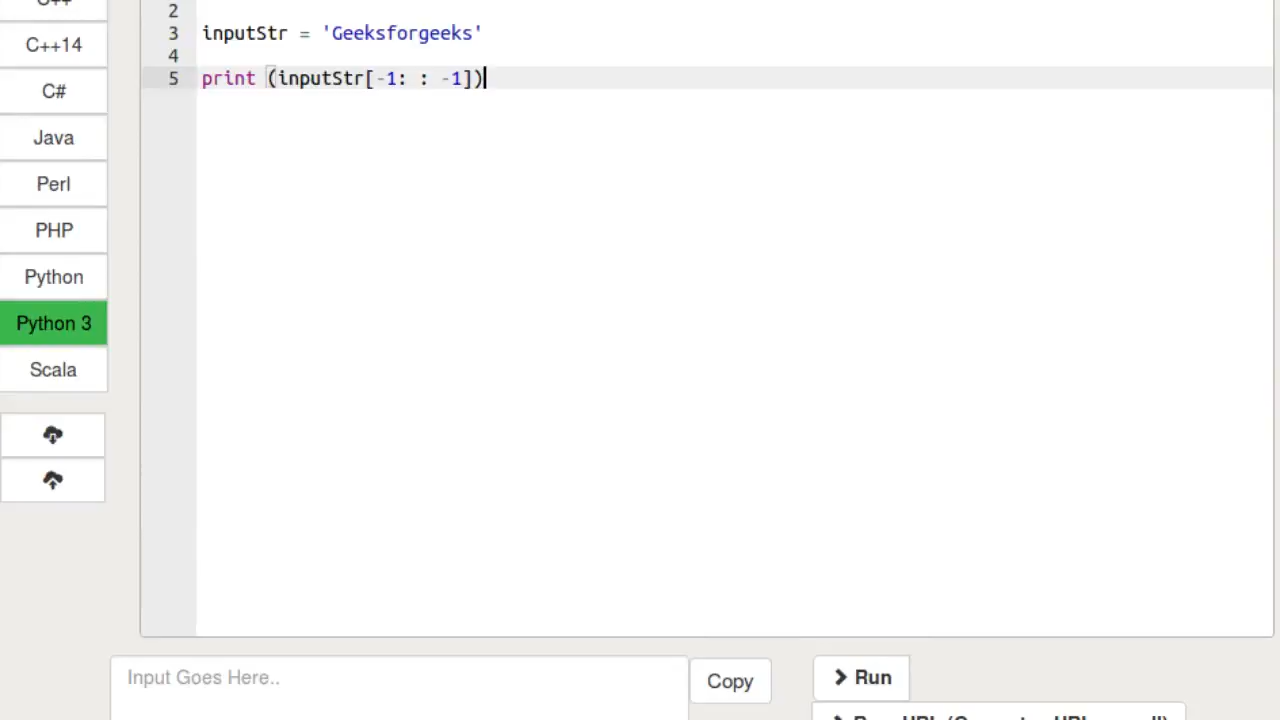 C++
C++14
C#
Java
Perl
PHP
Python
Python 3
Scala
2
3 inputStr = 'Geeksforgeeks'
4
5 print (inputStr[-1: : -1])
Input Goes Here..
Copy
Run